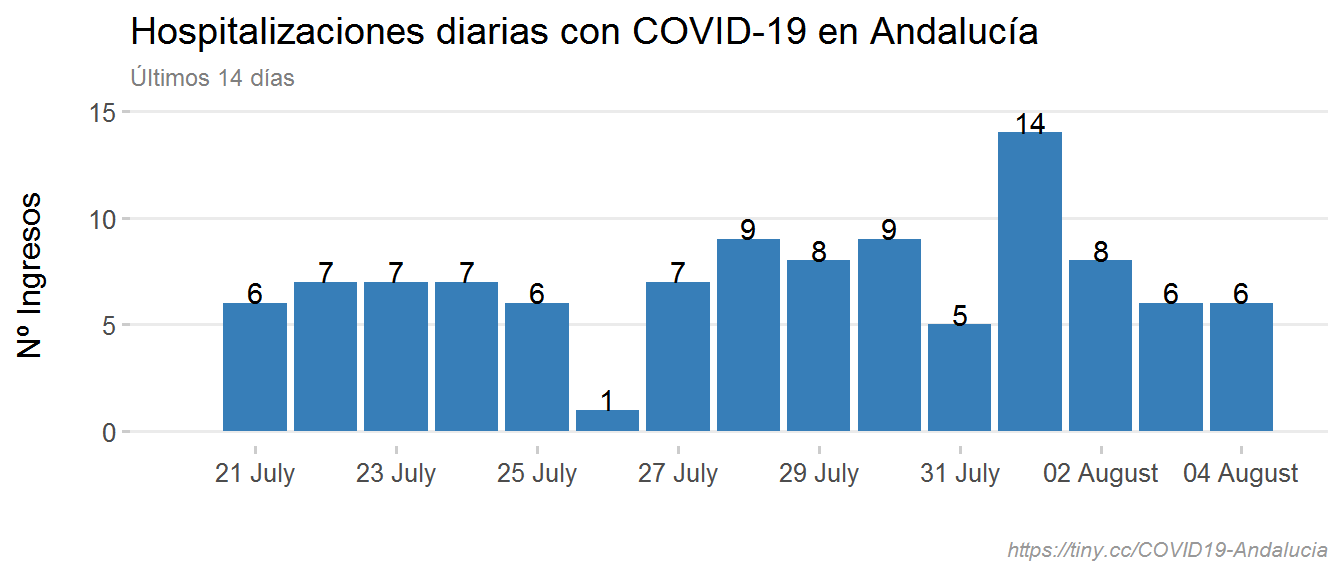 Hospitalizaciones diarias con COVID-19 en Andalucía
Últimos 14 días
Nº Ingresos
15
10
5
0
6
7
7
7
6
1
7
9
8
9
5
14
8
6
6
21 July
23 July
25 July
27 July
29 July
31 July
02 August
04 August
https://tiny.cc/COVID19-Andalucia